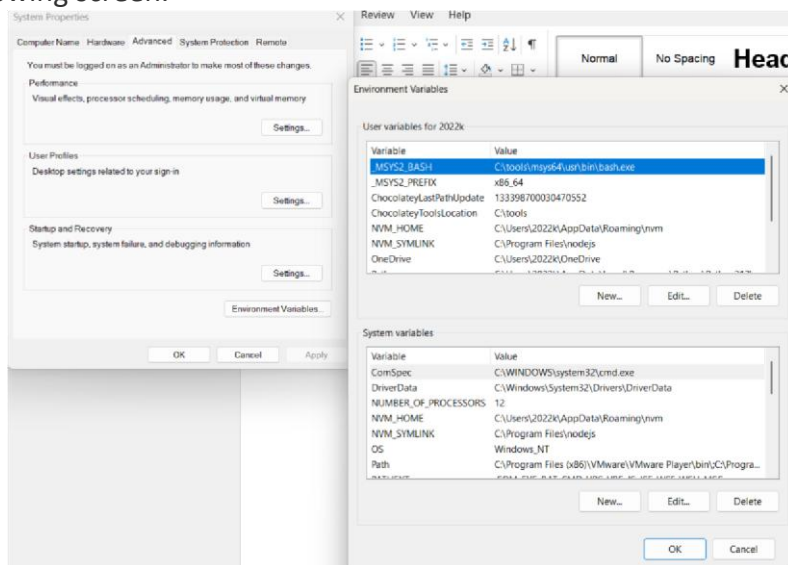 wing screen.
System Properties
Computer Name Hardware Advanced System Protection Remote
You must be logged on as an Administrator to make most of these changes.
Performance
Visual effects, processor scheduling, memory usage, and virtual memory
Settings...
User Profiles
Desktop settings related to your sign-in
Settings...
Startup and Recovery
System startup, system failure, and debugging information
Settings...
Environment Variables...
OK Cancel Apply
Review View Help
Normal No Spacing Head
Environment Variables
User variables for 2022k
Variable Value
_MSYS2_BASH C:\tools\msys64\usr\bin\bash.exe
_MSYS2_PREFIX x86_64
ChocolateyLastPathUpdate 133398700030470552
ChocolateyToolsLocation C:\tools
NVM_HOME C:\Users\2022k\AppData\Roaming\nvm
NVM_SYMLINK C:\Program Files\nodejs
OneDrive C:\Users\2022k\OneDrive
New... Edit... Delete
System variables
Variable Value
ComSpec C:\WINDOWS\system32\cmd.exe
DriverData C:\Windows\System32\Drivers\DriverData
NUMBER_OF_PROCESSORS 12
NVM_HOME C:\Users\2022k\AppData\Roaming\nvm
NVM_SYMLINK C:\Program Files\nodejs
OS Windows_NT
Path C:\Program Files (x86)\VMware\VMware Player\bin\;C:\Progra...
New... Edit... Delete
OK Cancel